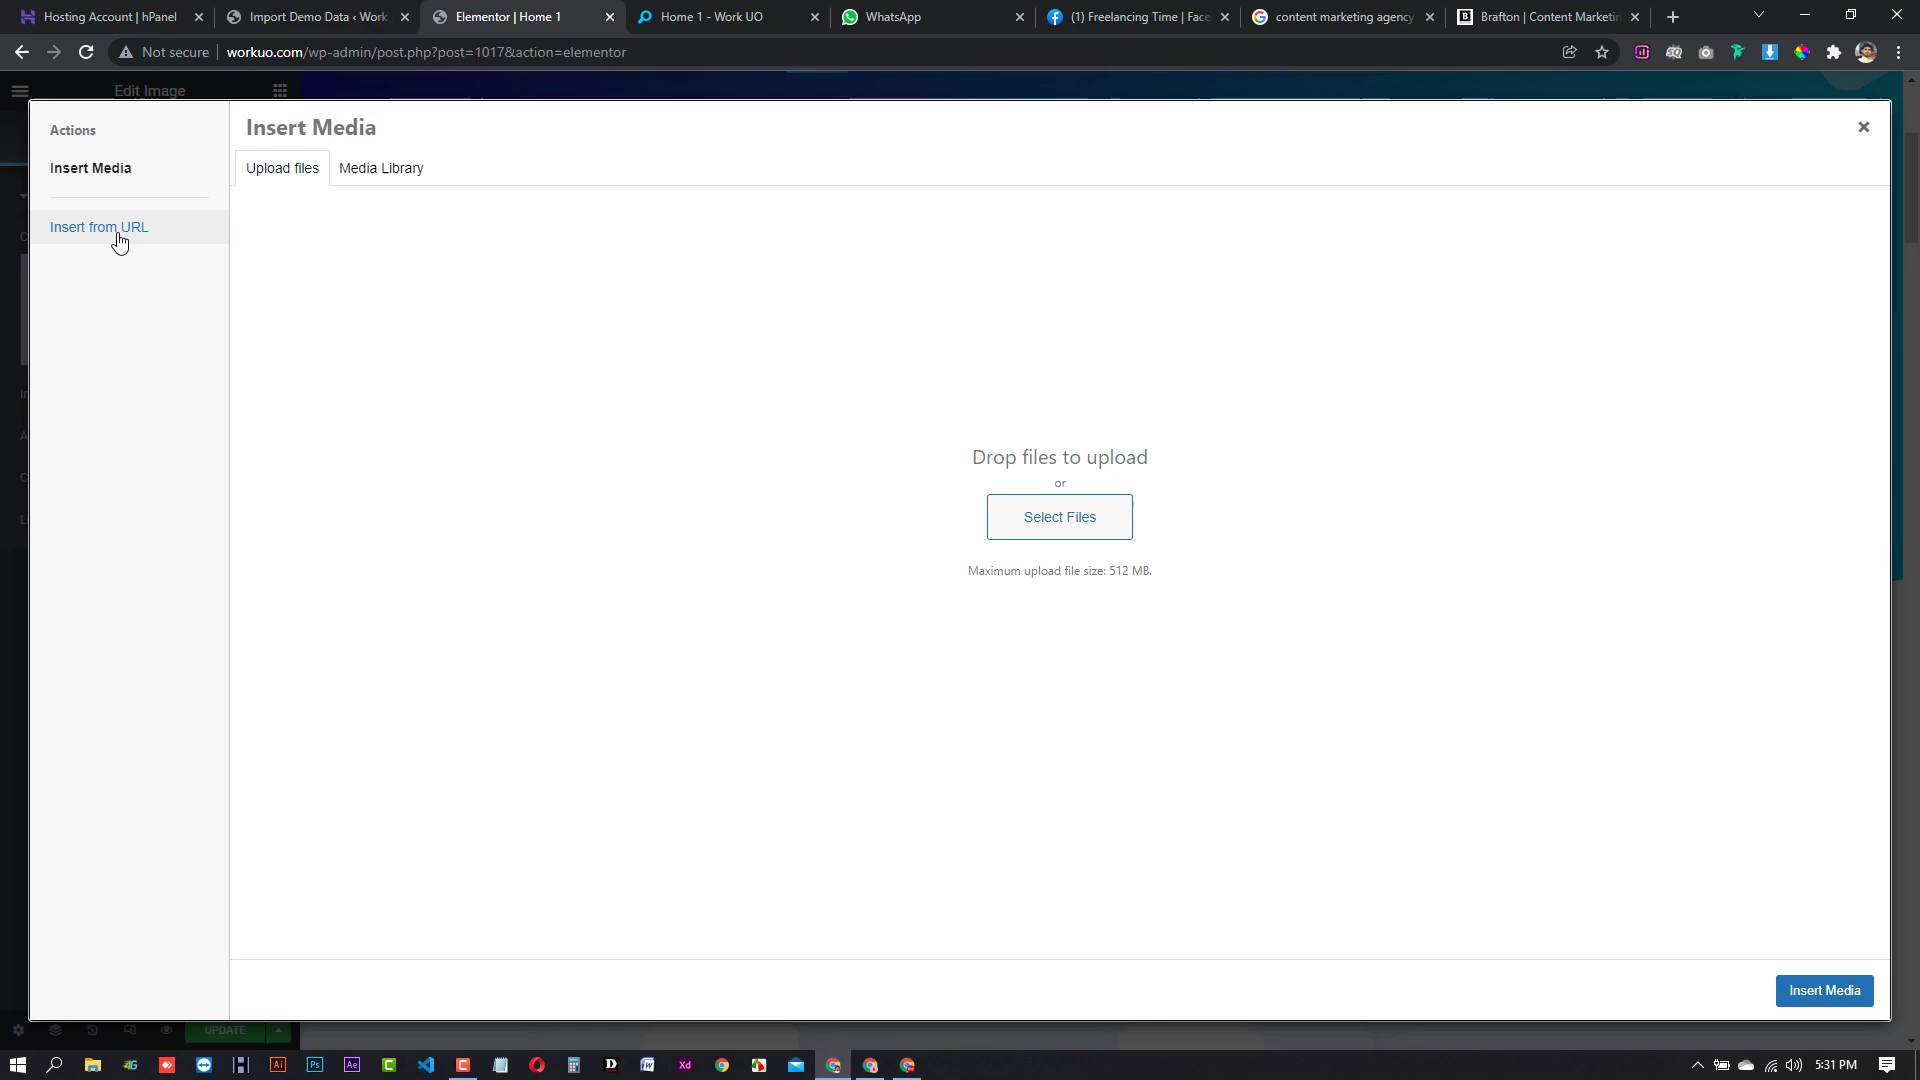 Hosting Account | hPanel
Import Demo Data ‹ Work
Elementor | Home 1
Home 1 - Work UO
WhatsApp
(1) Freelancing Time | Face
content marketing agency
Brafton | Content Marketin
Not secure
workuo.com/wp-admin/post.php?post=1017&action=elementor
Edit Image
Actions
Insert Media
Insert from URL
Insert Media
Upload files
Media Library
Drop files to upload
or
Select Files
Maximum upload file size: 512 MB.
Insert Media
UPDATE
5:31 PM